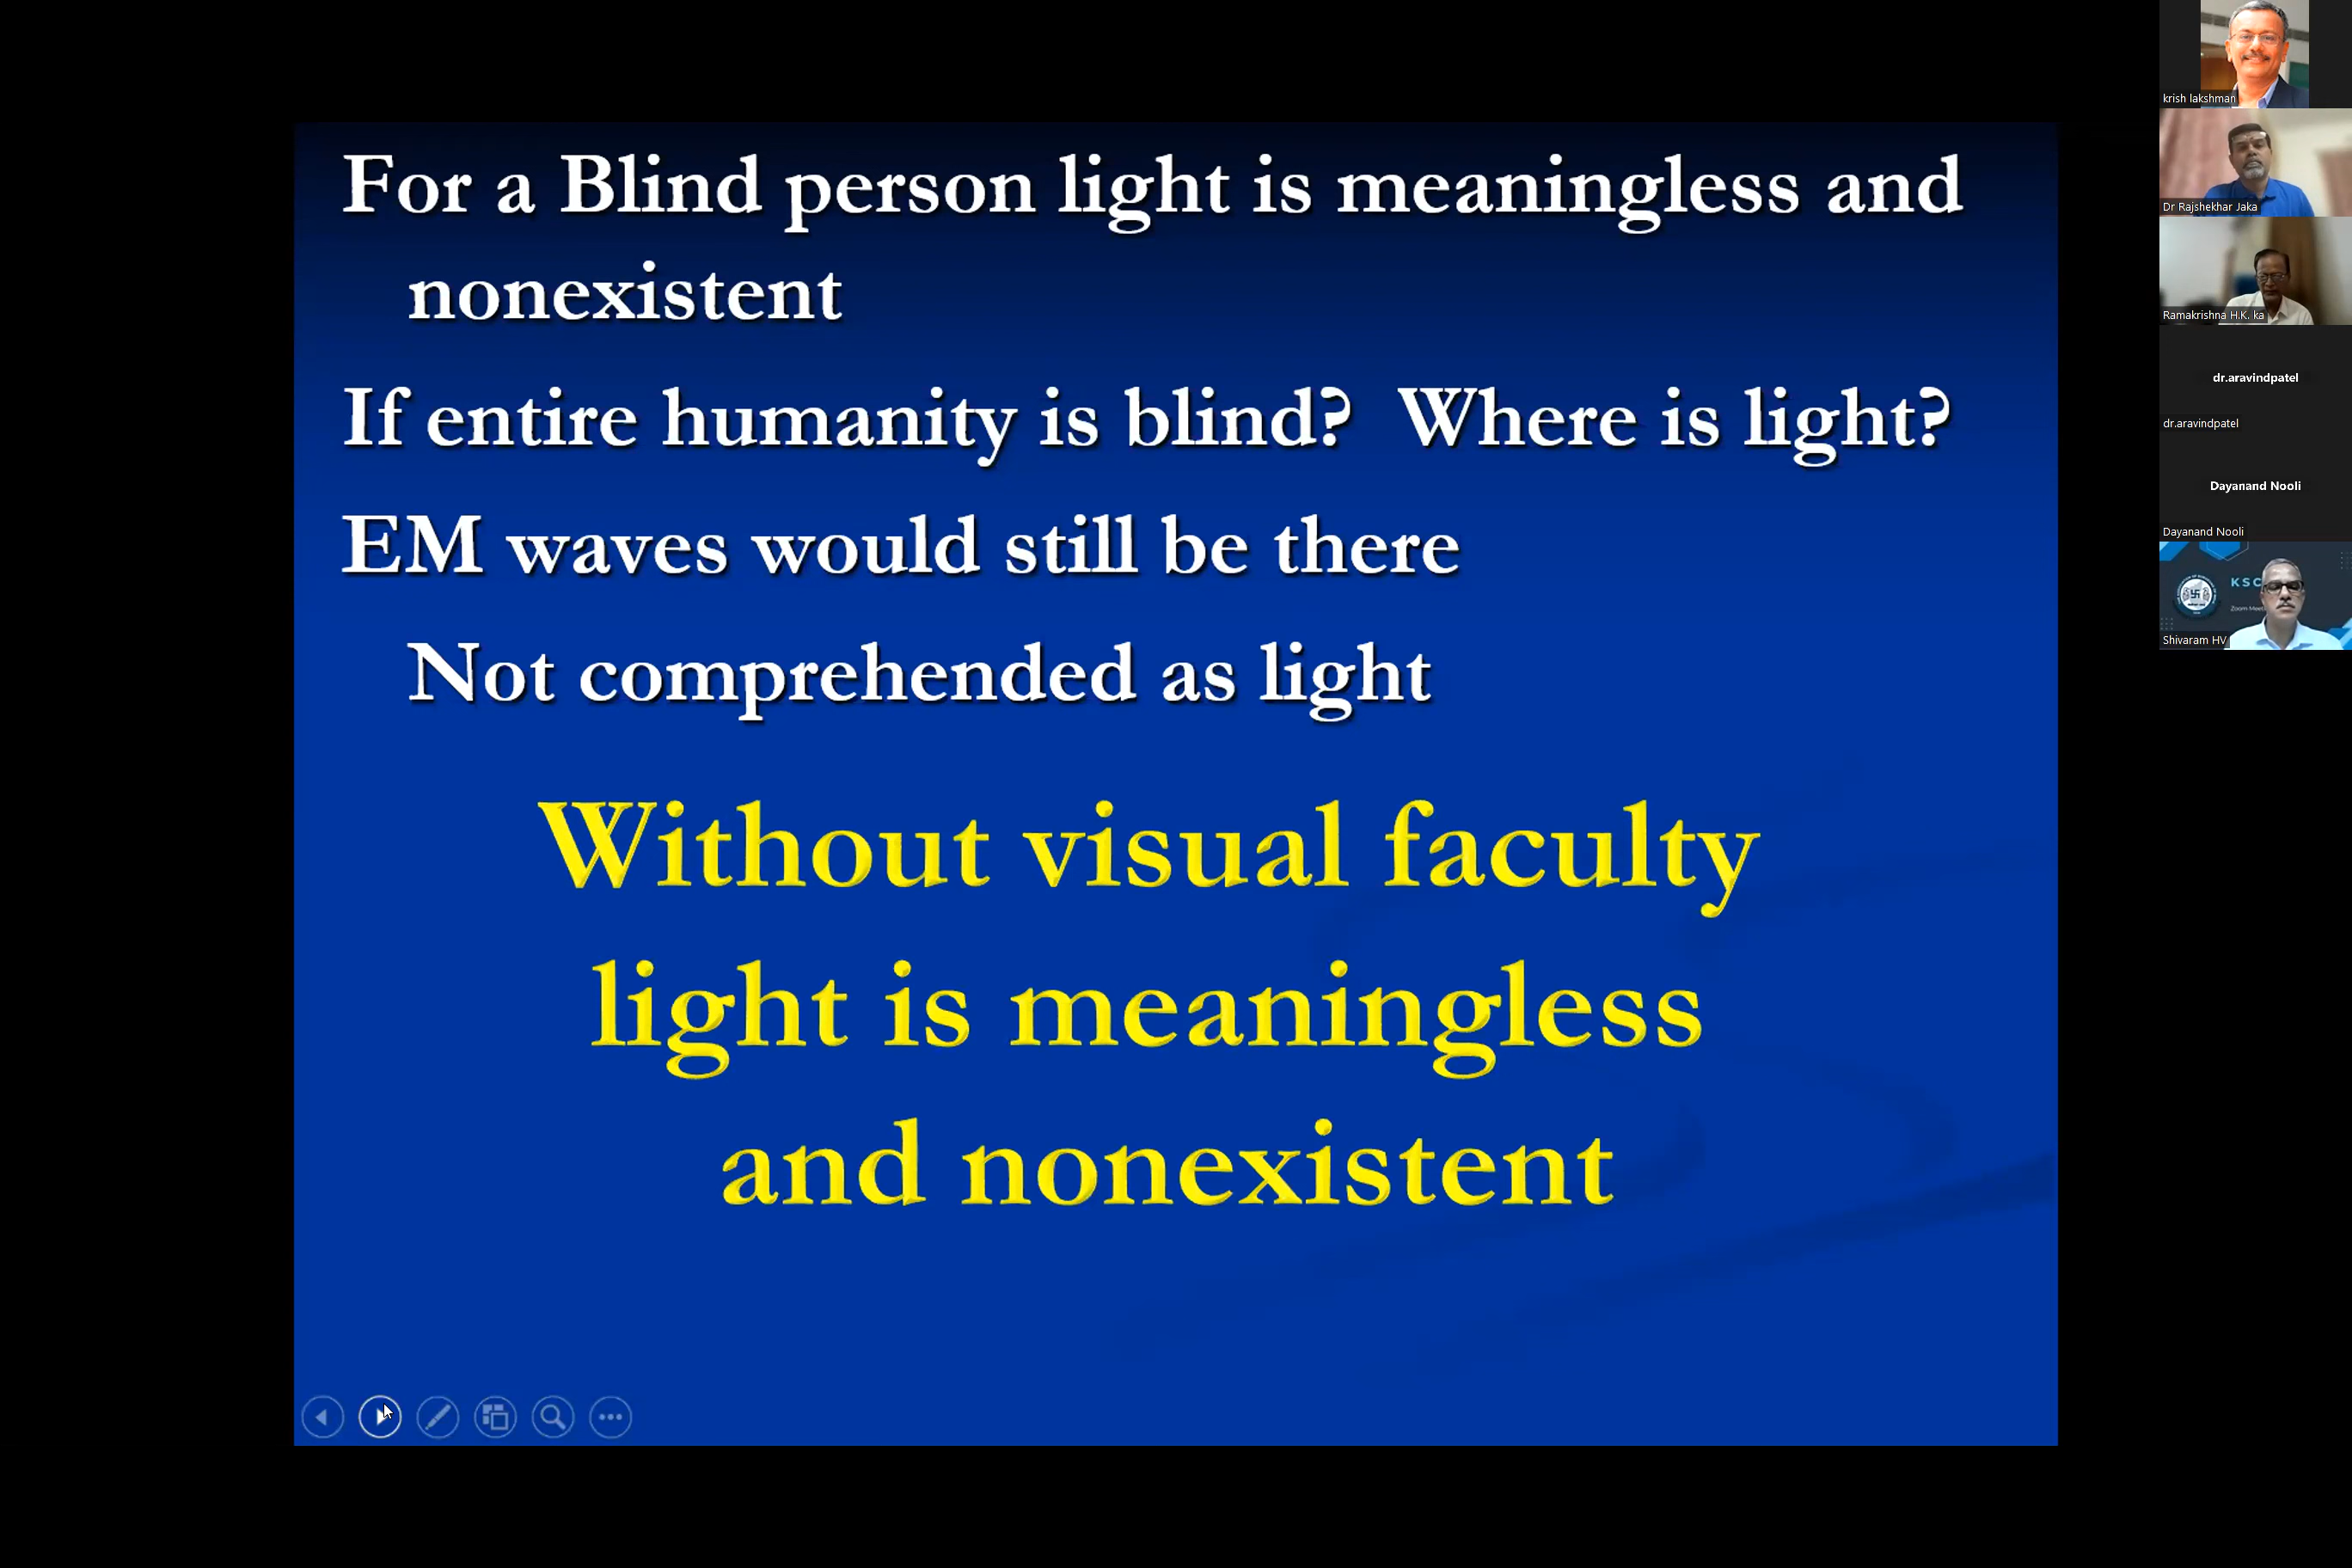 For a Blind person light is meaningless and
nonexistent
If entire humanity is blind? Where is light?
EM waves would still be there
Not comprehended as light
Without visual faculty
light is meaningless
and nonexistent
krish lakshman
Dr Rajshekhar Jaka
Ramakrishna H.K. ka
dr.aravindpatel
dr.aravindpatel
Dayanand Nooli
Dayanand Nooli
KSC
Shivaram HV